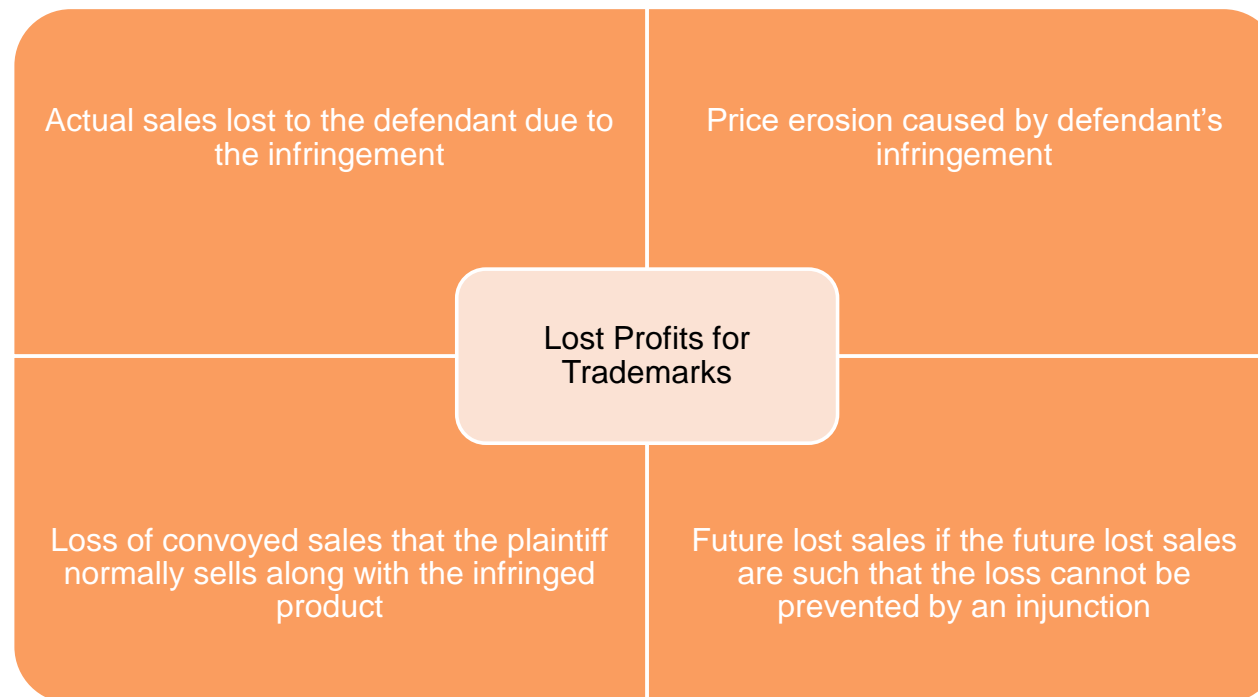 Actual sales lost to the defendant due to
the infringement
Price erosion caused by defendant’s
infringement
Lost Profits for
Trademarks
Loss of convoyed sales that the plaintiff
normally sells along with the infringed
product
Future lost sales if the future lost sales
are such that the loss cannot be
prevented by an injunction